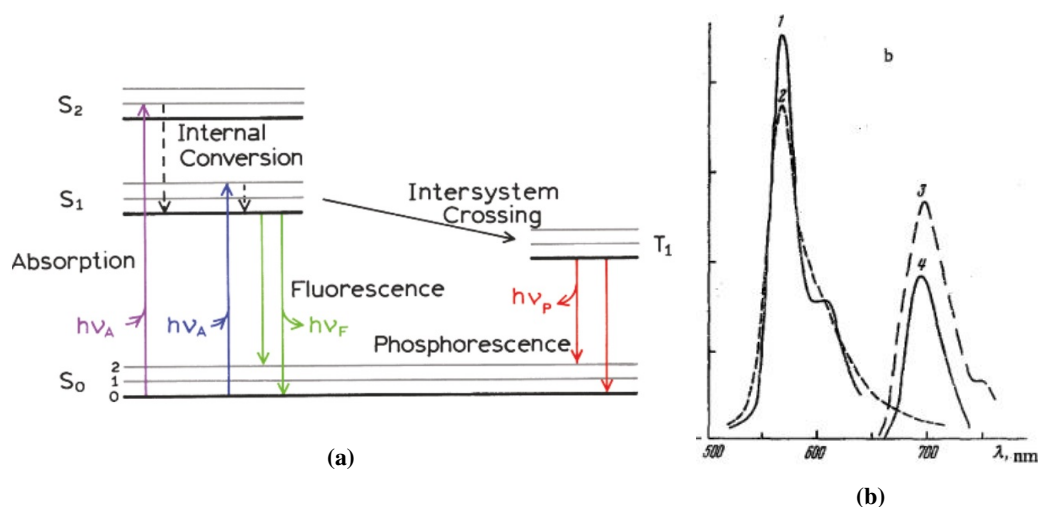 S₂
Internal
Conversion
S₁
Intersystem
Crossing
T₁
Absorption
Fluorescence
hνA
hνA
hνF
hνP
Phosphorescence
S₀
2
1
0
(a)
b
1
2
3
4
500
600
700
λ, nm
(b)